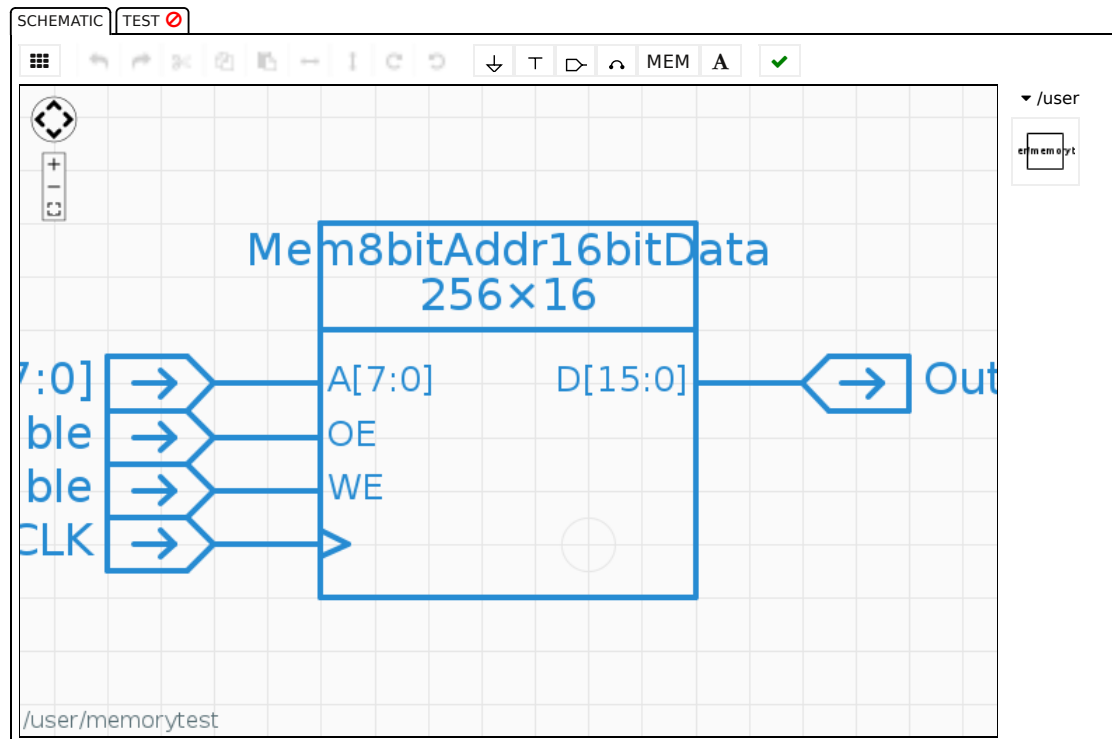 SCHEMATIC TEST
MEM A
/user
Mem8bitAddr16bitData
256×16
7:0] A[7:0] D[15:0] Out
ble OE
ble WE
CLK
/user/memorytest